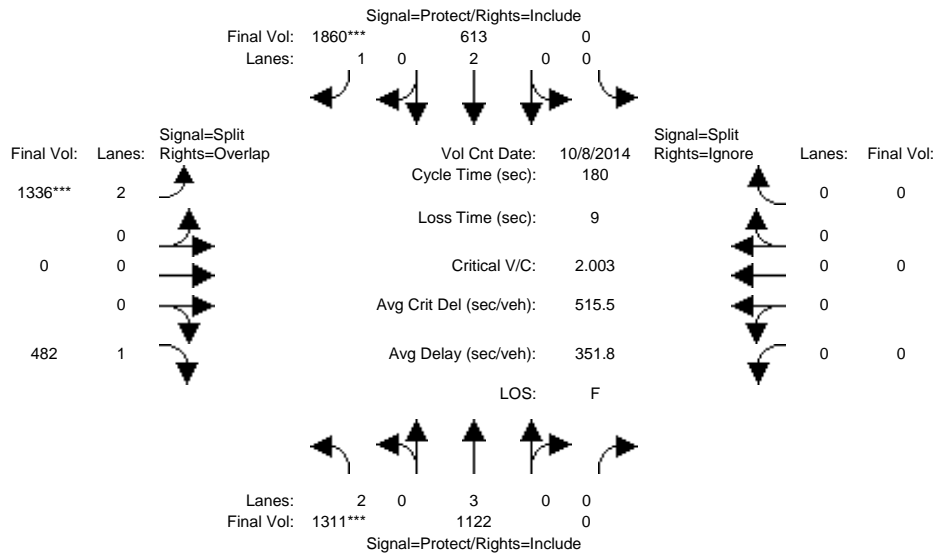 Signal=Protect/Rights=Include
Final Vol: 1860*** 613 0
Lanes: 1 0 2 0 0
Signal=Split Signal=Split
Final Vol: Lanes: Rights=Overlap Vol Cnt Date: 10/8/2014 Rights=Ignore Lanes: Final Vol:
Cycle Time (sec): 180
1336*** 2 0 0
Loss Time (sec): 9
0 0
0 0 Critical V/C: 2.003 0 0
0 Avg Crit Del (sec/veh): 515.5 0
482 1 Avg Delay (sec/veh): 351.8 0 0
LOS: F
Lanes: 2 0 3 0 0
Final Vol: 1311*** 1122 0
Signal=Protect/Rights=Include